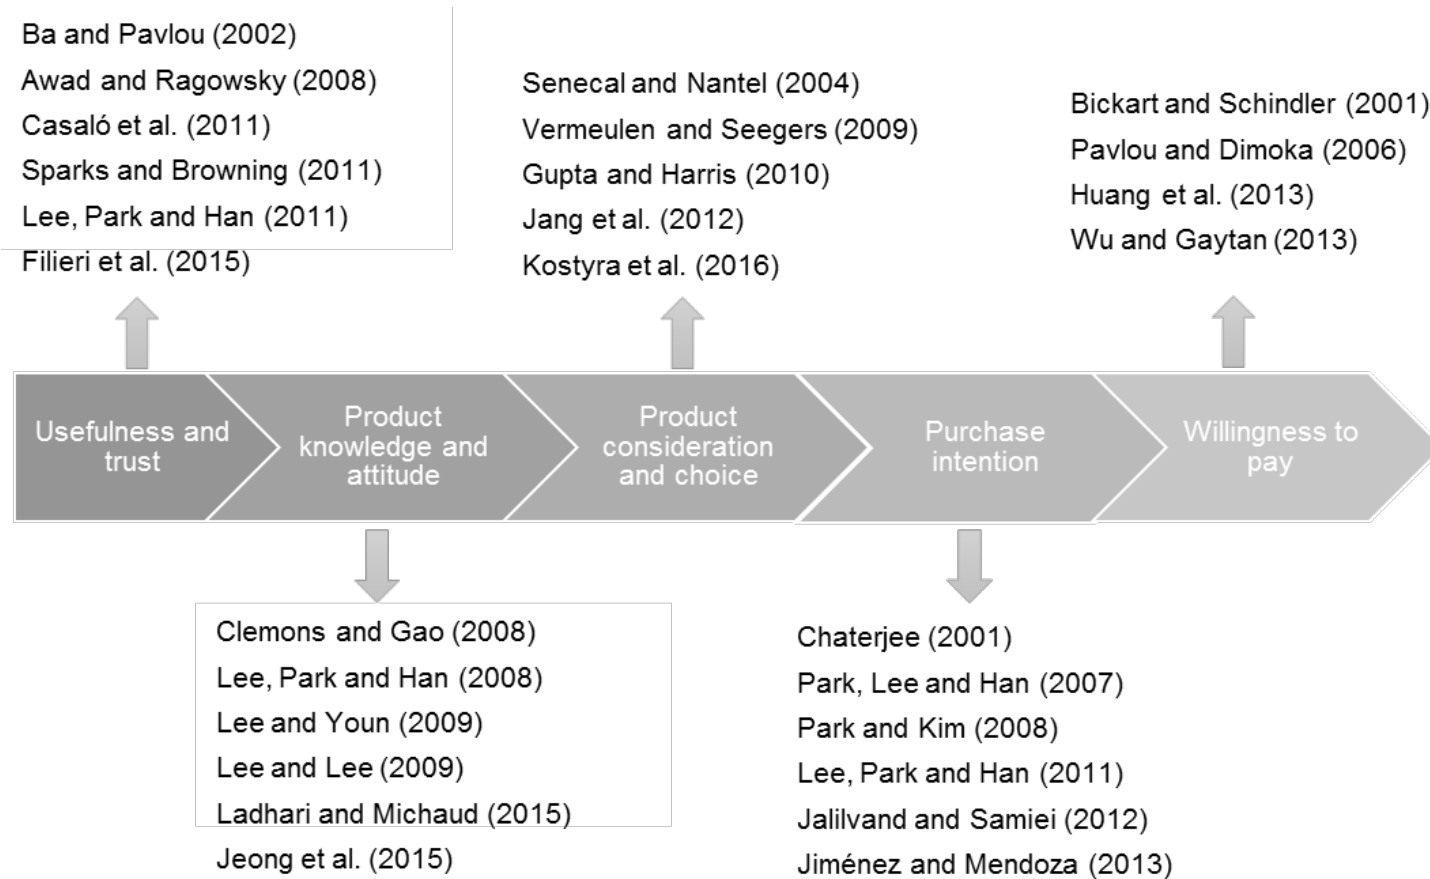 Ba and Pavlou (2002)
Awad and Ragowsky (2008)
Casaló et al. (2011)
Sparks and Browning (2011)
Lee, Park and Han (2011)
Filieri et al. (2015)
Senecal and Nantel (2004)
Vermeulen and Seegers (2009)
Gupta and Harris (2010)
Jang et al. (2012)
Kostyra et al. (2016)
Bickart and Schindler (2001)
Pavlou and Dimoka (2006)
Huang et al. (2013)
Wu and Gaytan (2013)
Usefulness and
trust
Product
knowledge and
attitude
Product
consideration
and choice
Purchase
intention
Willingness to
pay
Clemons and Gao (2008)
Lee, Park and Han (2008)
Lee and Youn (2009)
Lee and Lee (2009)
Ladhari and Michaud (2015)
Jeong et al. (2015)
Chaterjee (2001)
Park, Lee and Han (2007)
Park and Kim (2008)
Lee, Park and Han (2011)
Jalilvand and Samiei (2012)
Jiménez and Mendoza (2013)